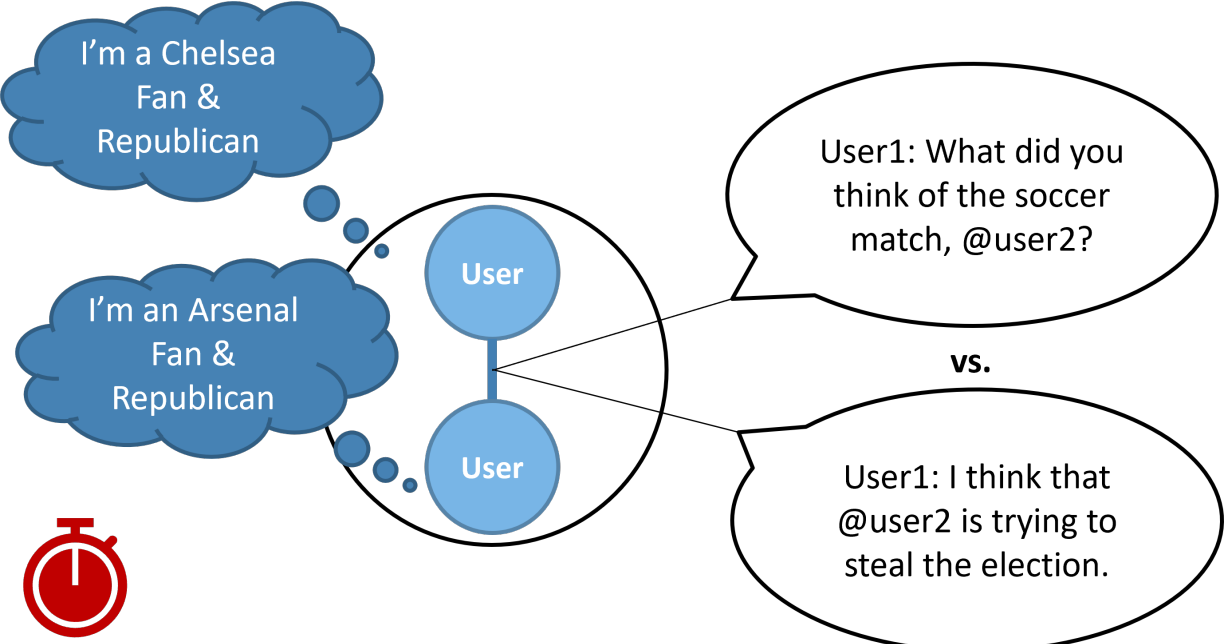 I’m a Chelsea
Fan &
Republican
I’m an Arsenal
Fan &
Republican
User
User
User1: What did you
think of the soccer
match, @user2?
vs.
User1: I think that
@user2 is trying to
steal the election.